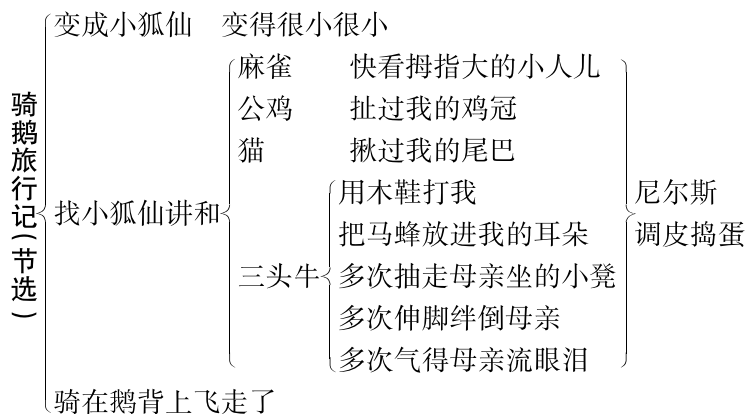 骑鹅旅行记(节选)
变成小狐仙 变得很小很小
找小狐仙讲和
麻雀 快看拇指大的小人儿
公鸡 扯过我的鸡冠
猫 揪过我的尾巴
三头牛
用木鞋打我
把马蜂放进我的耳朵
多次抽走母亲坐的小凳
多次伸脚绊倒母亲
多次气得母亲流眼泪
尼尔斯
调皮捣蛋
骑在鹅背上飞走了